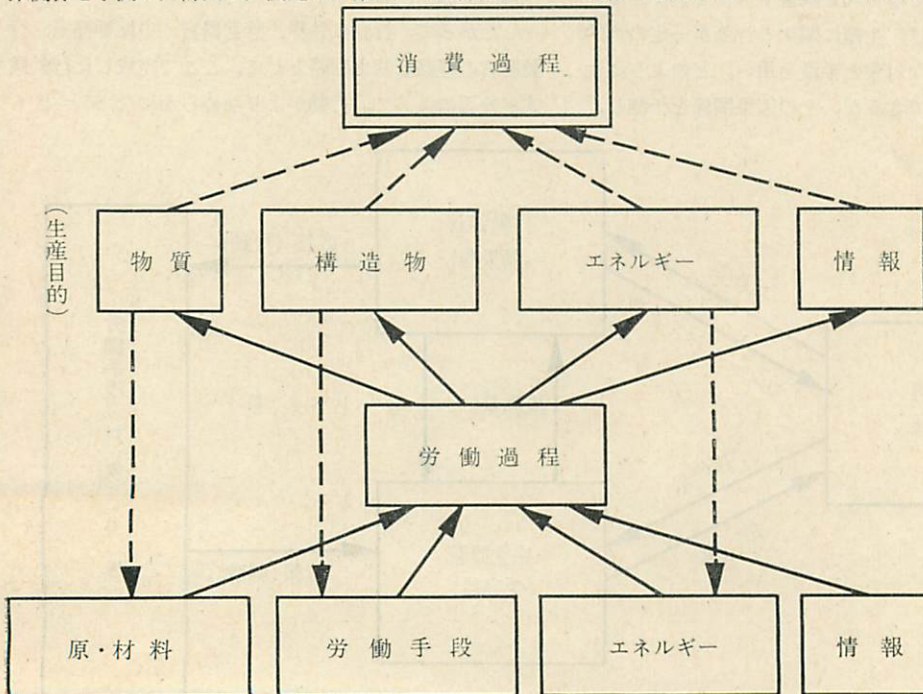 消費過程
(生産目的)
物質
構造物
エネルギー
情報
労働過程
原・材料
労働手段
エネルギー
情報